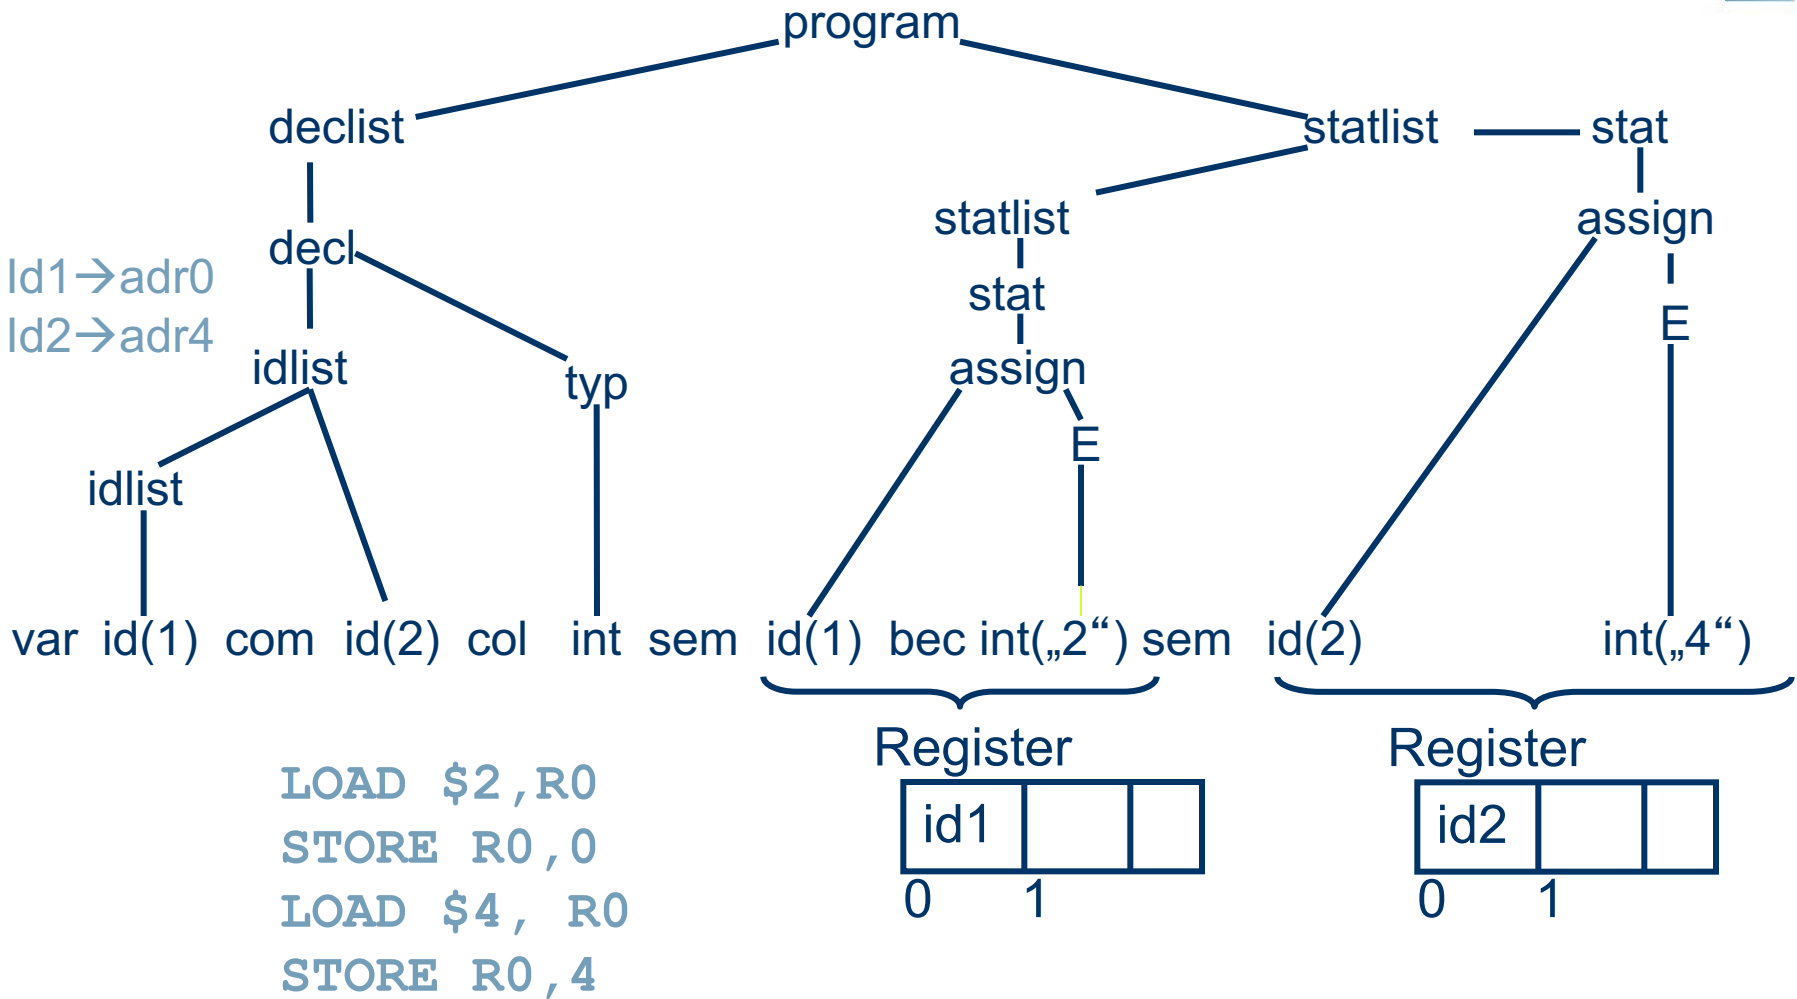 program
declist
statlist
stat
statlist
assign
decl
Id1→adr0
stat
Id2→adr4
E
idlist
typ
assign
E
idlist
var id(1) com id(2) col int sem id(1) bec int(„2“) sem id(2) int(„4“)
Register
Register
LOAD $2,R0
id1
id2
STORE R0,0
0 1
0 1
LOAD $4, R0
STORE R0,4